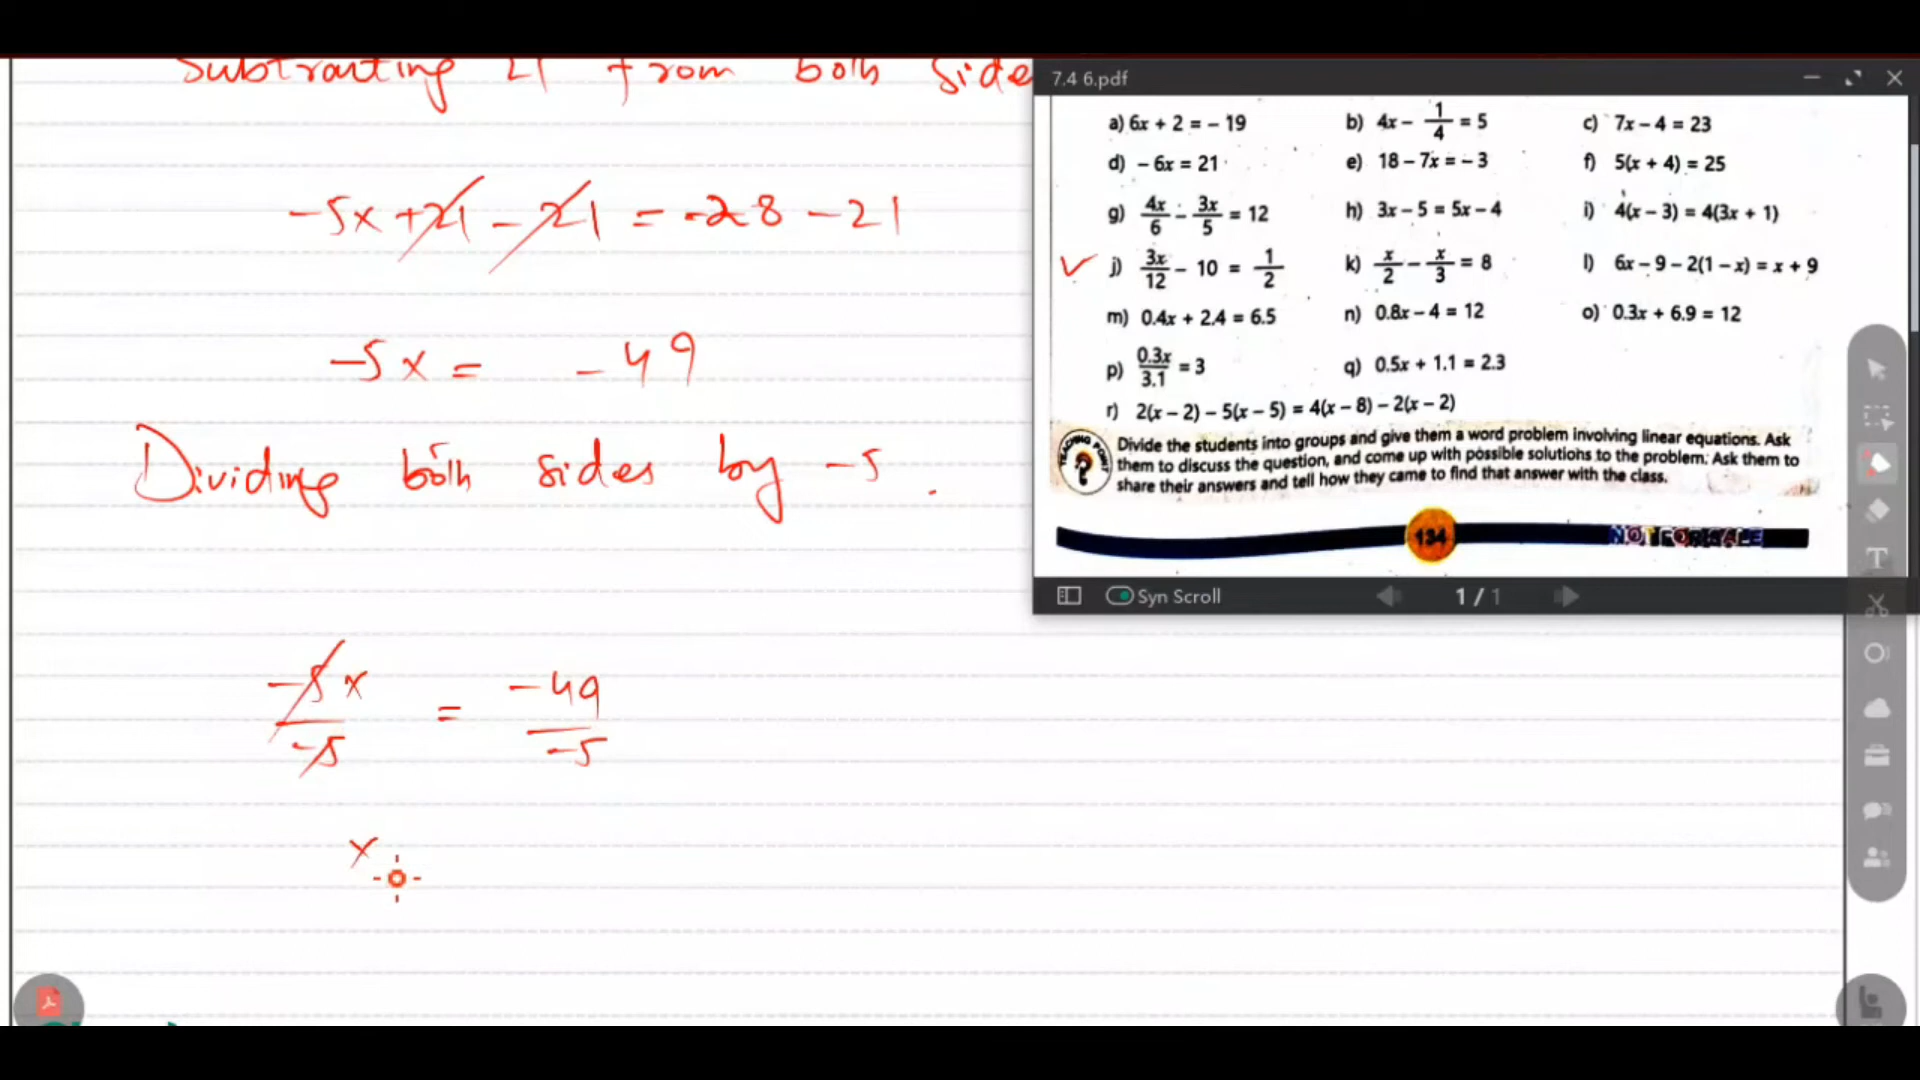 Subtracting 21 from both side
-5x +21 - 21 = -28 - 21
-5x = -49
Dividing both sides by -5.
-5x/-5 = -49/-5
x
7.4 6.pdf
a) 6x + 2 = - 19 b) 4x - 1/4 = 5 c) 7x - 4 = 23
d) - 6x = 21 e) 18 - 7x = - 3 f) 5(x + 4) = 25
g) 4x/6 - 3x/5 = 12 h) 3x - 5 = 5x - 4 i) 4(x - 3) = 4(3x + 1)
✓ j) 3x/12 - 10 = 1/2 k) x/2 - x/3 = 8 l) 6x - 9 - 2(1 - x) = x + 9
m) 0.4x + 2.4 = 6.5 n) 0.8x - 4 = 12 o) 0.3x + 6.9 = 12
p) 0.3x/3.1 = 3 q) 0.5x + 1.1 = 2.3
r) 2(x - 2) - 5(x - 5) = 4(x - 8) - 2(x - 2)
TEACHING POINT
Divide the students into groups and give them a word problem involving linear equations. Ask
them to discuss the question, and come up with possible solutions to the problem. Ask them to
share their answers and tell how they came to find that answer with the class.
134
NOT FOR SALE
Syn Scroll 1 / 1
T